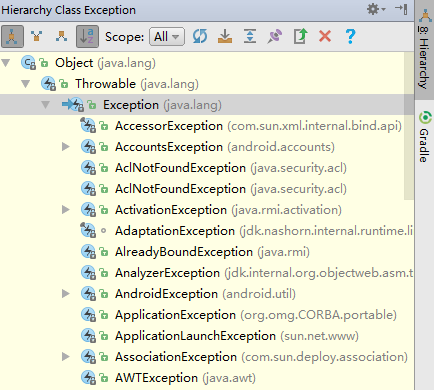 Hierarchy Class Exception
Scope: All
Object (java.lang)
Throwable (java.lang)
Exception (java.lang)
AccessorException (com.sun.xml.internal.bind.api)
AccountsException (android.accounts)
AclNotFoundException (java.security.acl)
AclNotFoundException (java.security.acl)
ActivationException (java.rmi.activation)
AdaptationException (jdk.nashorn.internal.runtime.li
AlreadyBoundException (java.rmi)
AnalyzerException (jdk.internal.org.objectweb.asm.t
AndroidException (android.util)
ApplicationException (org.omg.CORBA.portable)
ApplicationLaunchException (sun.net.www)
AssociationException (com.sun.deploy.association)
AWTException (java.awt)
8: Hierarchy
Gradle